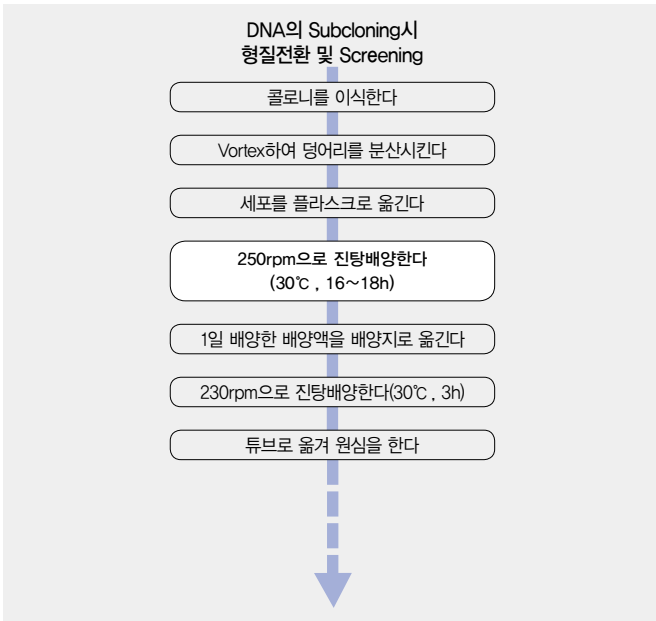 DNA의 Subcloning시
형질전환 및 Screening
콜로니를 이식한다
Vortex하여 덩어리를 분산시킨다
세포를 플라스크로 옮긴다
250rpm으로 진탕배양한다
(30℃ , 16~18h)
1일 배양한 배양액을 배양지로 옮긴다
230rpm으로 진탕배양한다(30℃ , 3h)
튜브로 옮겨 원심을 한다